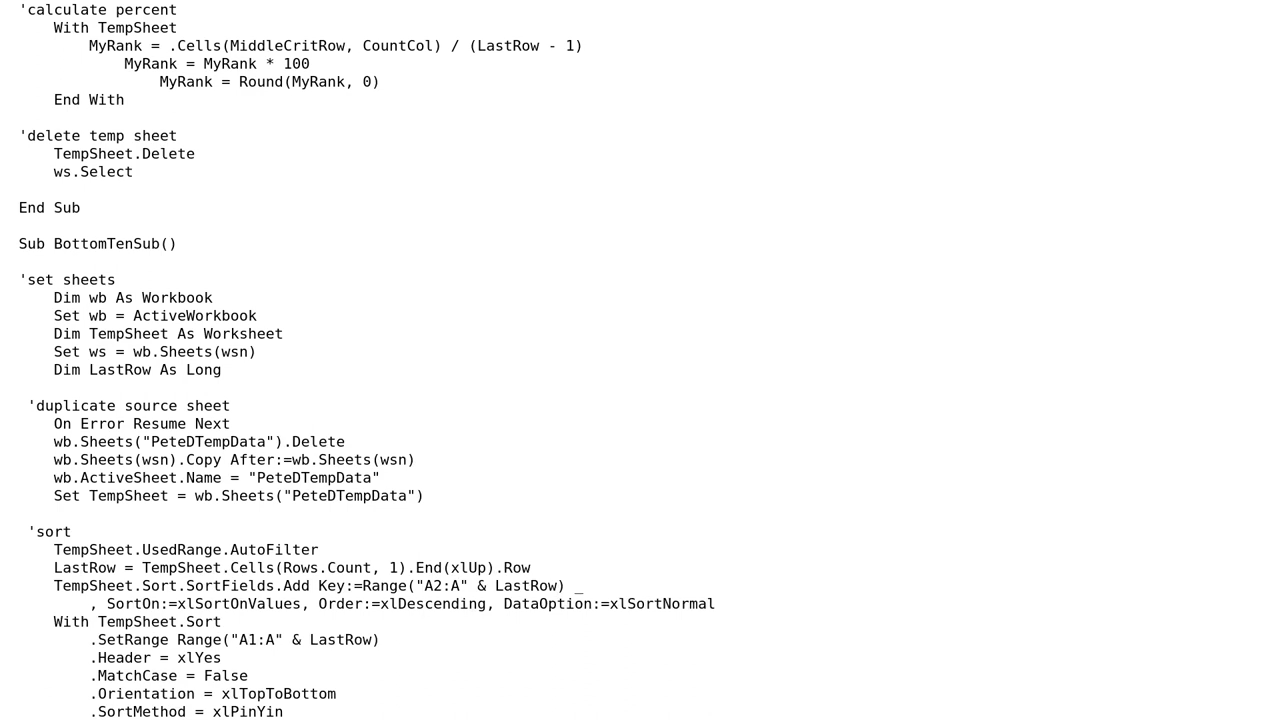 'calculate percent
    With TempSheet
        MyRank = .Cells(MiddleCritRow, CountCol) / (LastRow - 1)
            MyRank = MyRank * 100
                MyRank = Round(MyRank, 0)
    End With

'delete temp sheet
    TempSheet.Delete
    ws.Select

End Sub

Sub BottomTenSub()

'set sheets
    Dim wb As Workbook
    Set wb = ActiveWorkbook
    Dim TempSheet As Worksheet
    Set ws = wb.Sheets(wsn)
    Dim LastRow As Long

 'duplicate source sheet
    On Error Resume Next
    wb.Sheets("PeteDTempData").Delete
    wb.Sheets(wsn).Copy After:=wb.Sheets(wsn)
    wb.ActiveSheet.Name = "PeteDTempData"
    Set TempSheet = wb.Sheets("PeteDTempData")

 'sort
    TempSheet.UsedRange.AutoFilter
    LastRow = TempSheet.Cells(Rows.Count, 1).End(xlUp).Row
    TempSheet.Sort.SortFields.Add Key:=Range("A2:A" & LastRow) _
        , SortOn:=xlSortOnValues, Order:=xlDescending, DataOption:=xlSortNormal
    With TempSheet.Sort
        .SetRange Range("A1:A" & LastRow)
        .Header = xlYes
        .MatchCase = False
        .Orientation = xlTopToBottom
        .SortMethod = xlPinYin